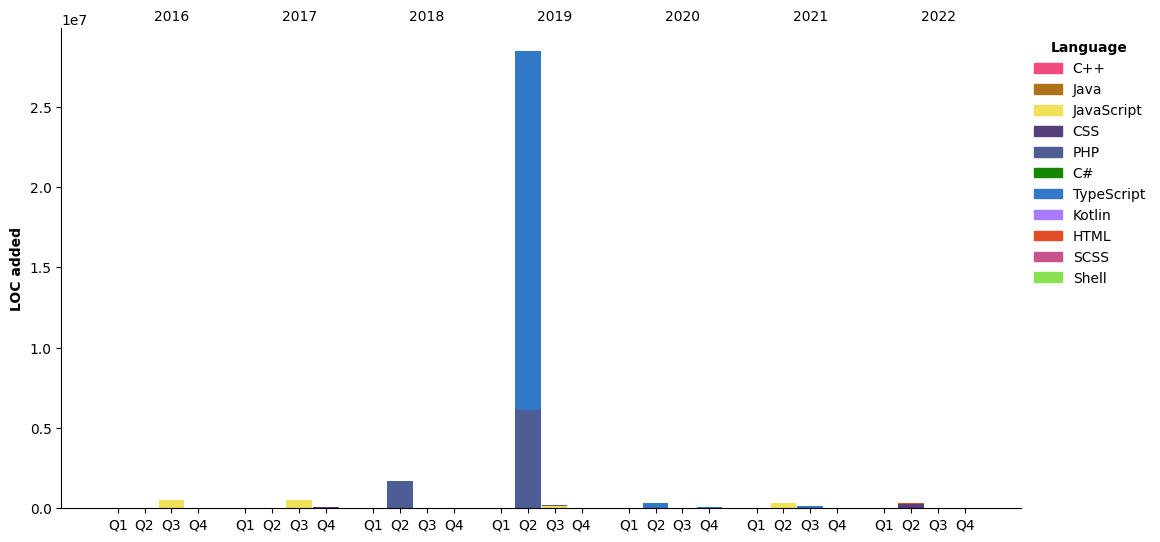 1e7
2016 2017 2018 2019 2020 2021 2022
LOC added
2.5
2.0
1.5
1.0
0.5
0.0
Q1 Q2 Q3 Q4 Q1 Q2 Q3 Q4 Q1 Q2 Q3 Q4 Q1 Q2 Q3 Q4 Q1 Q2 Q3 Q4 Q1 Q2 Q3 Q4 Q1 Q2 Q3 Q4
Language
C++
Java
JavaScript
CSS
PHP
C#
TypeScript
Kotlin
HTML
SCSS
Shell